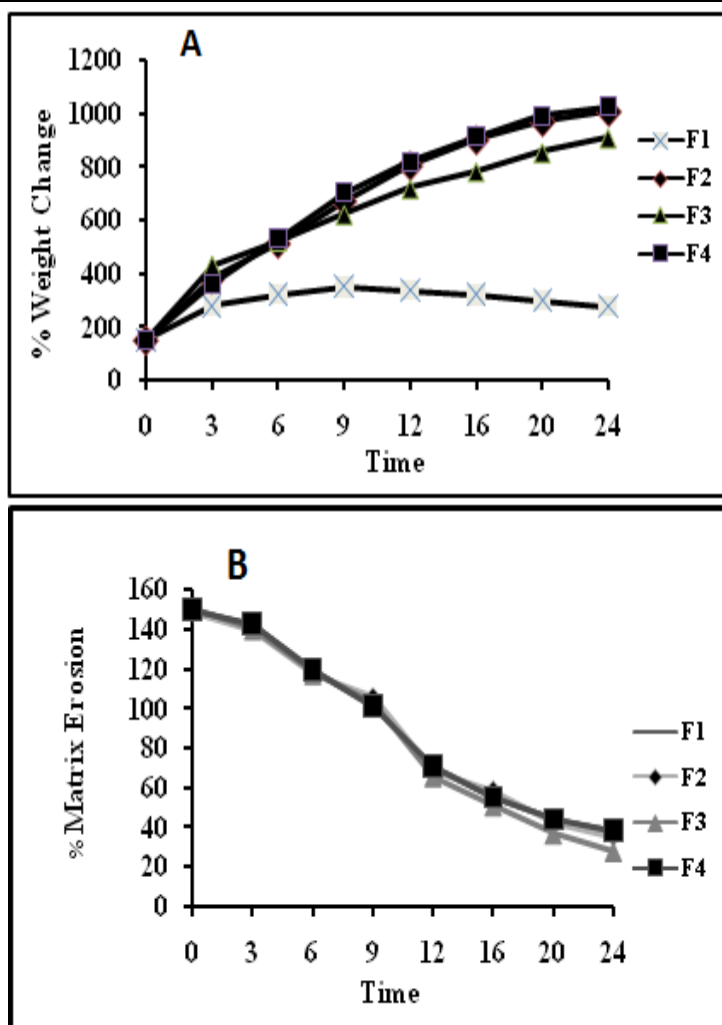 A
% Weight Change
1200
1000
800
600
400
200
0
0 3 6 9 12 16 20 24
Time
F1
F2
F3
F4
B
% Matrix Erosion
160
140
120
100
80
60
40
20
0
0 3 6 9 12 16 20 24
Time
F1
F2
F3
F4